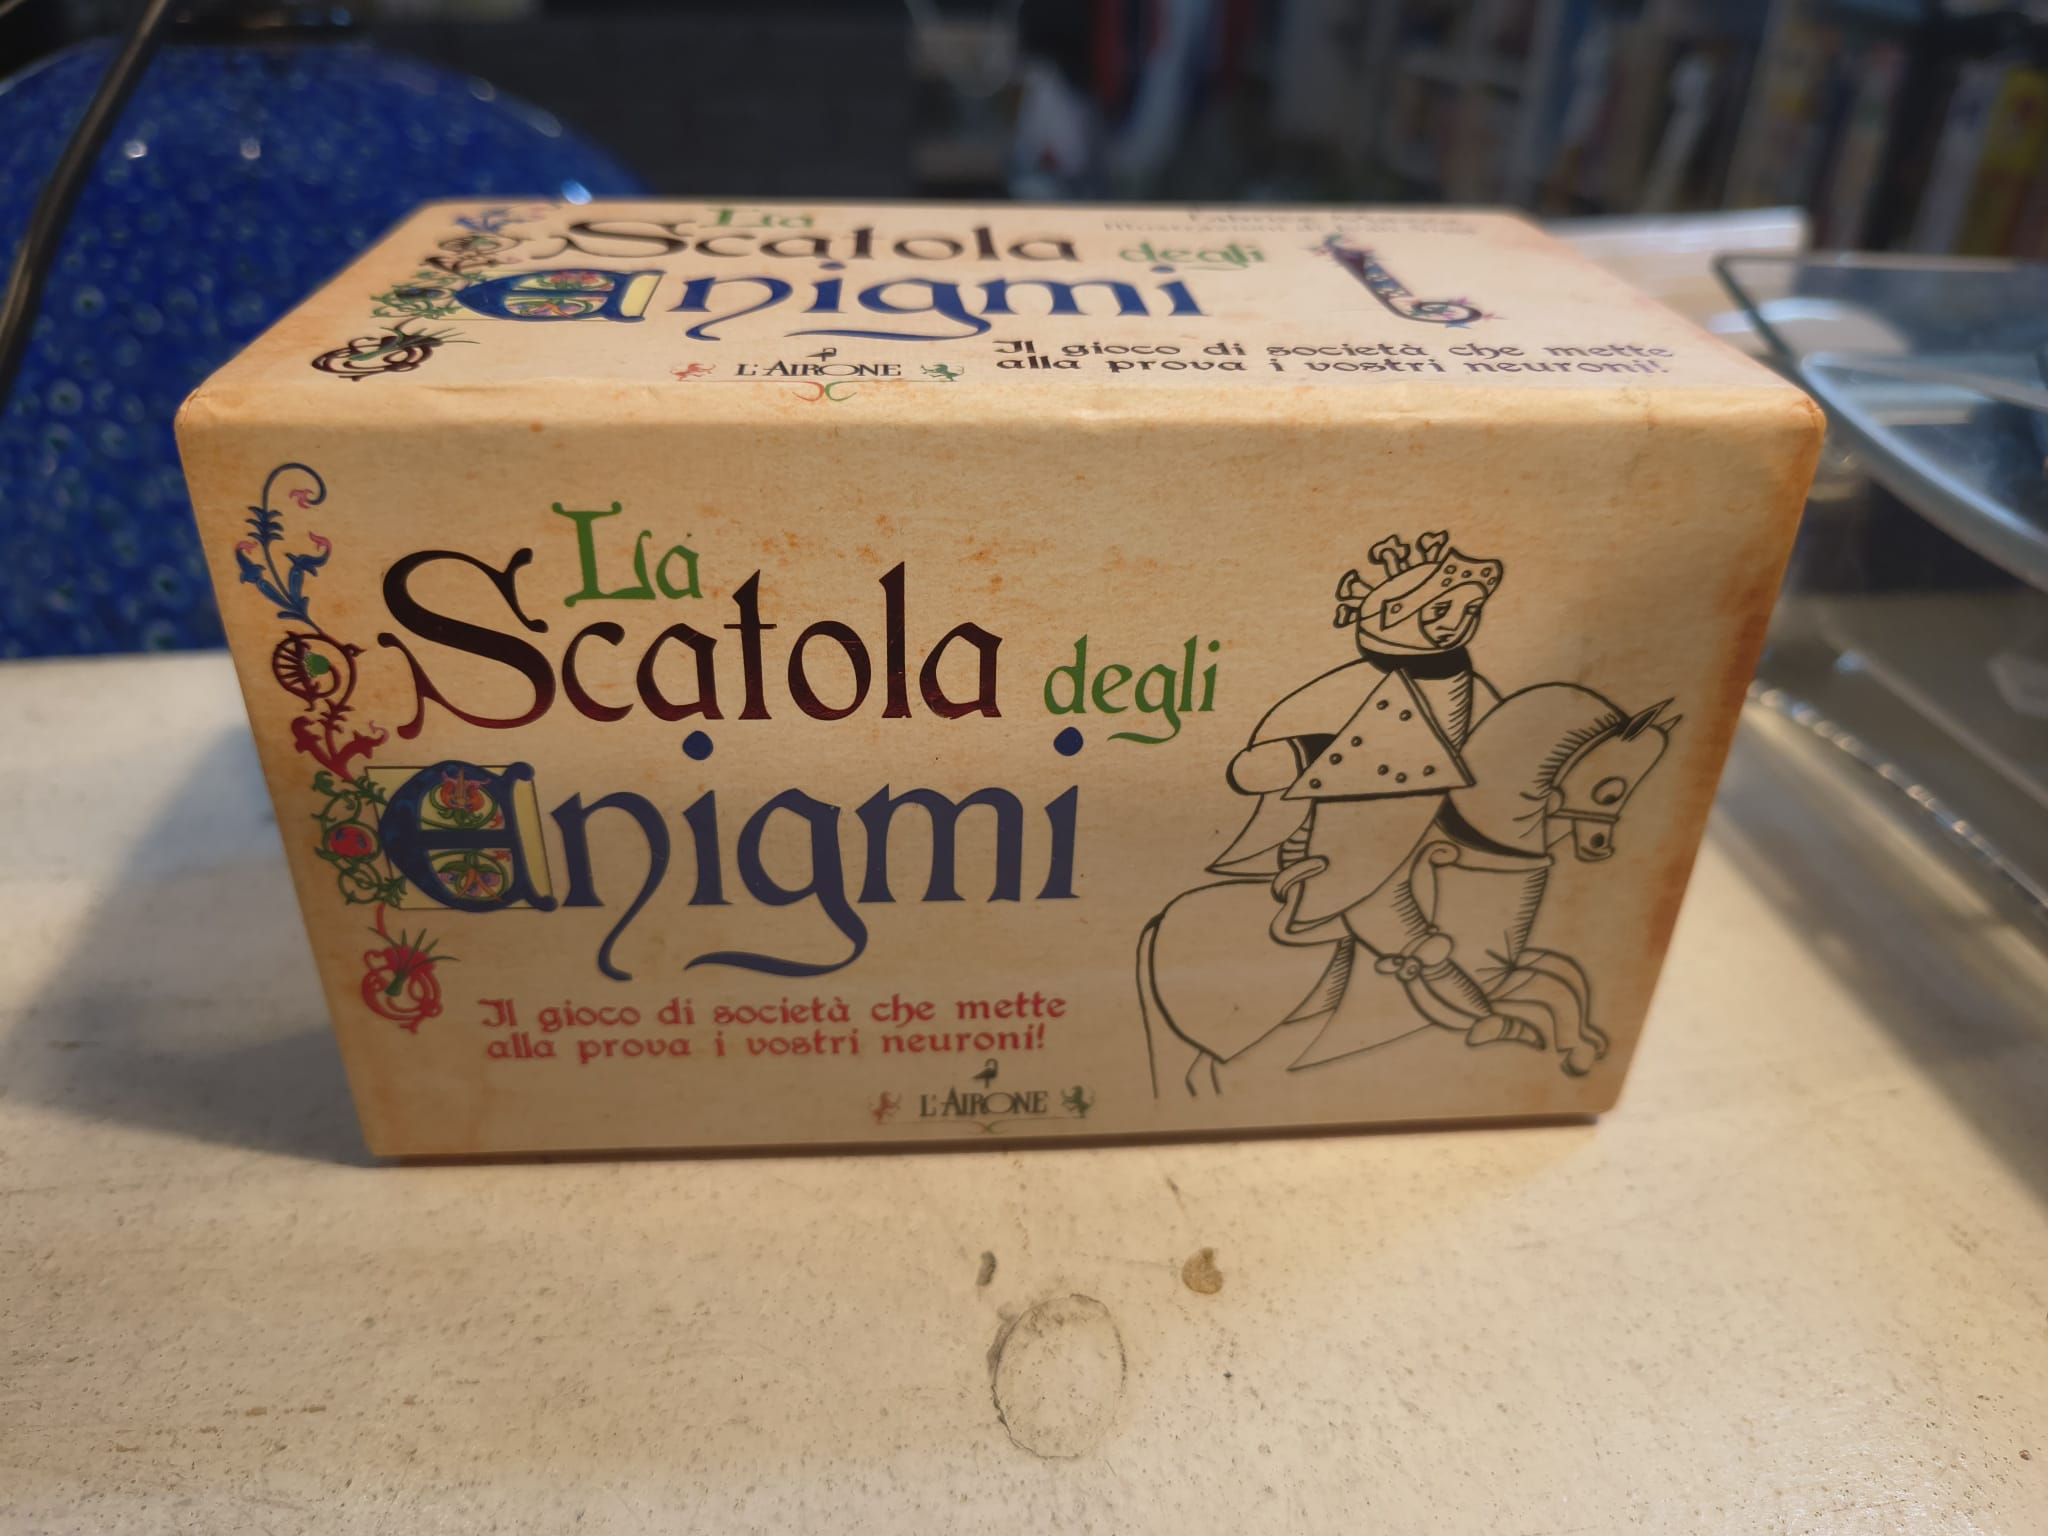 La
Scatola degli
Enigmi
L'AIRONE
Il gioco di società che mette
alla prova i vostri neuroni!
La
Scatola degli
Enigmi
Il gioco di società che mette
alla prova i vostri neuroni!
L'AIRONE